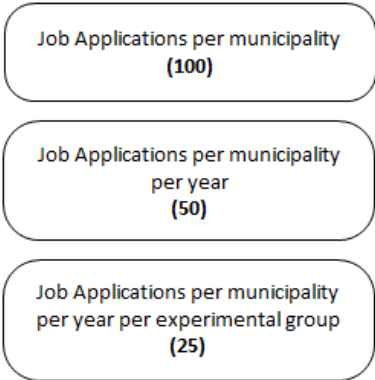 Job Applications per municipality
(100)
Job Applications per municipality
per year
(50)
Job Applications per municipality
per year per experimental group
(25)